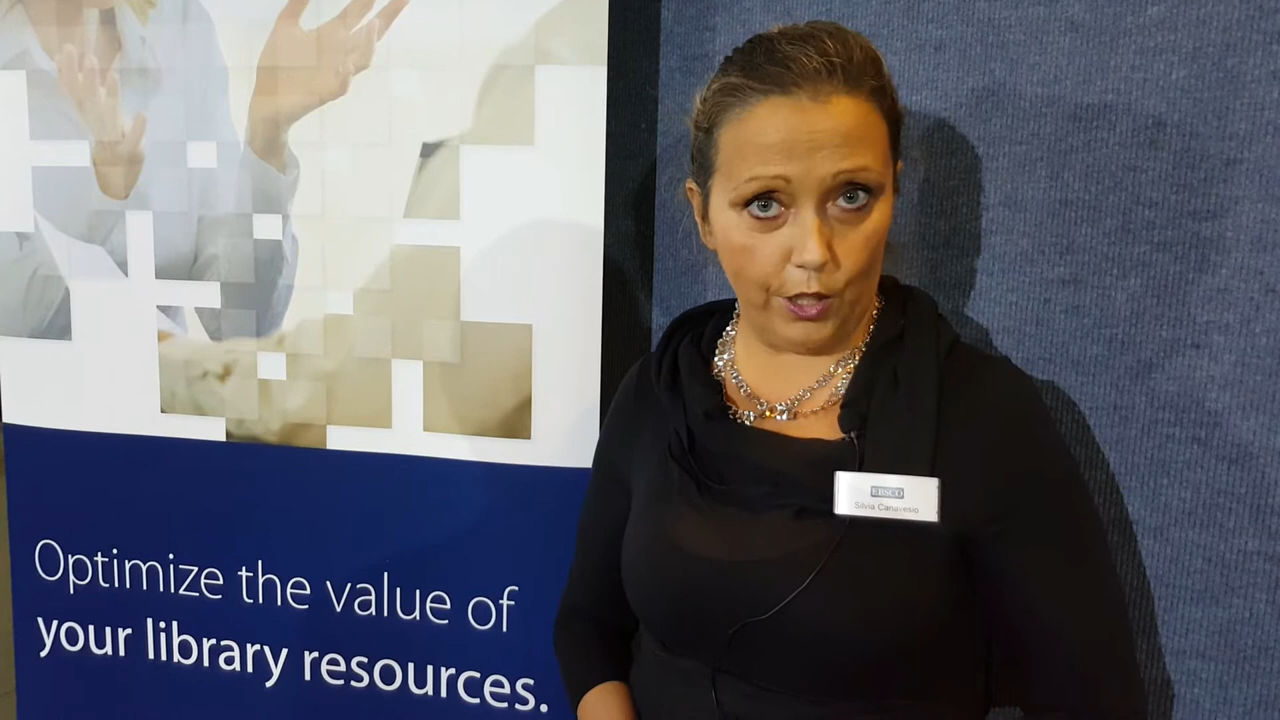 Optimize the value of
your library resources.
EBSCO
Silvia Canavesio